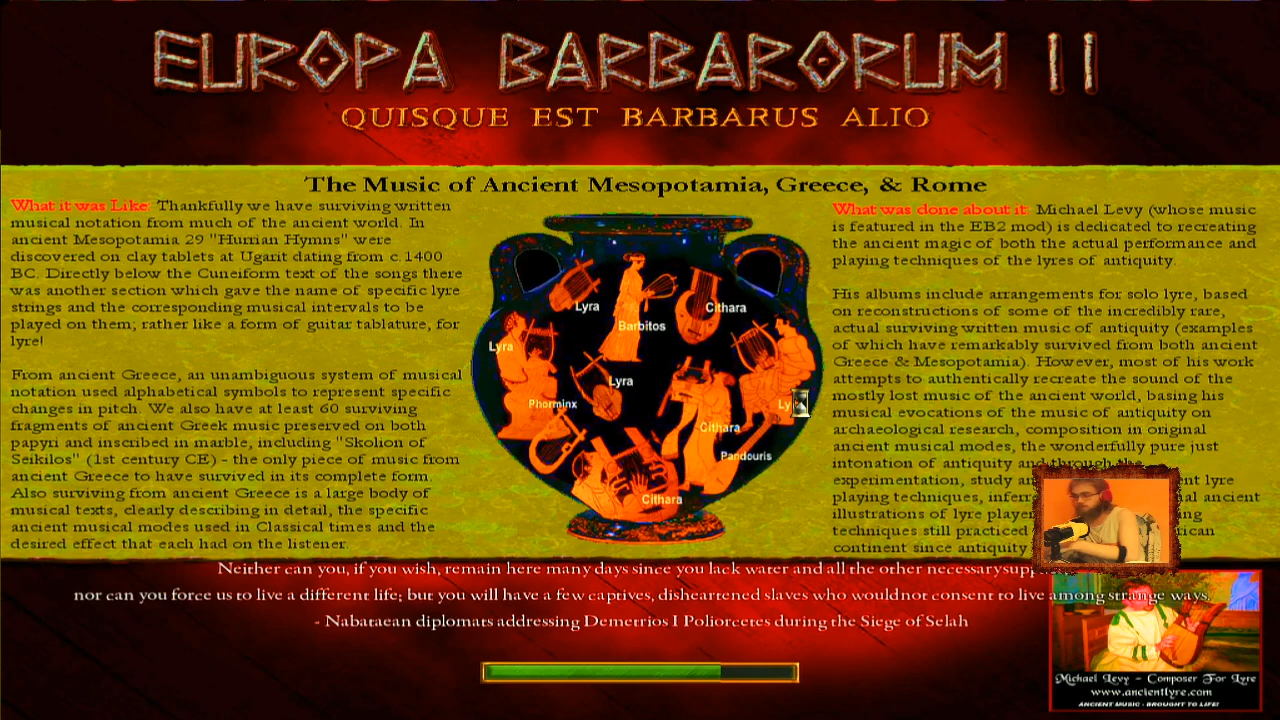 EUROPA BARBARORUM II
QUISQUE EST BARBARUS ALIO
The Music of Ancient Mesopotamia, Greece, & Rome
What it was Like: Thankfully we have surviving written
musical notation from much of the ancient world. In
ancient Mesopotamia 29 "Hurrian Hymns" were
discovered on clay tablets at Ugarit dating from c.1400
BC. Directly below the Cuneiform text of the songs there
was another section which gave the name of specific lyre
strings and the corresponding musical intervals to be
played on them; rather like a form of guitar tablature, for
lyre!
From ancient Greece, an unambiguous system of musical
notation used alphabetical symbols to represent specific
changes in pitch. We also have at least 60 surviving
fragments of ancient Greek music preserved on both
papyri and inscribed in marble, including "Skolion of
Seikilos" (1st century CE) - the only piece of music from
ancient Greece to have survived in its complete form.
Also surviving from ancient Greece is a large body of
musical texts, clearly describing in detail, the specific
ancient musical modes used in Classical times and the
desired effect that each had on the listener.
Lyra
Cithara
Barbitos
Lyra
Lyra
Phorminx
Ly
Cithara
Pandouris
Cithara
What was done about it: Michael Levy (whose music
is featured in the EB2 mod) is dedicated to recreating
the ancient magic of both the actual performance and
playing techniques of the lyres of antiquity.
His albums include arrangements for solo lyre, based
on reconstructions of some of the incredibly rare,
actual surviving written music of antiquity (examples
of which have remarkably survived from both ancient
Greece & Mesopotamia). However, most of his work
attempts to authentically recreate the sound of the
mostly lost music of the ancient world, basing his
musical evocations of the music of antiquity on
archaeological research, composition in original
ancient musical modes, the wonderfully pure just
intonation of antiquity and through the
experimentation, study an nt lyre
playing techniques, inferr al ancient
illustrations of lyre player ng
techniques still practiced rican
continent since antiquity
Neither can you, if you wish, remain here many days since you lack water and all the other necessarysupp
nor can you force us to live a different life; but you will have a few captives, disheartened slaves who wouldnot consent to live among strange ways.
- Nabataean diplomats addressing Demetrios I Poliorcetes during the Siege of Selah
Michael Levy - Composer For Lyre
www.ancientlyre.com
ANCIENT MUSIC - BROUGHT TO LIFE!